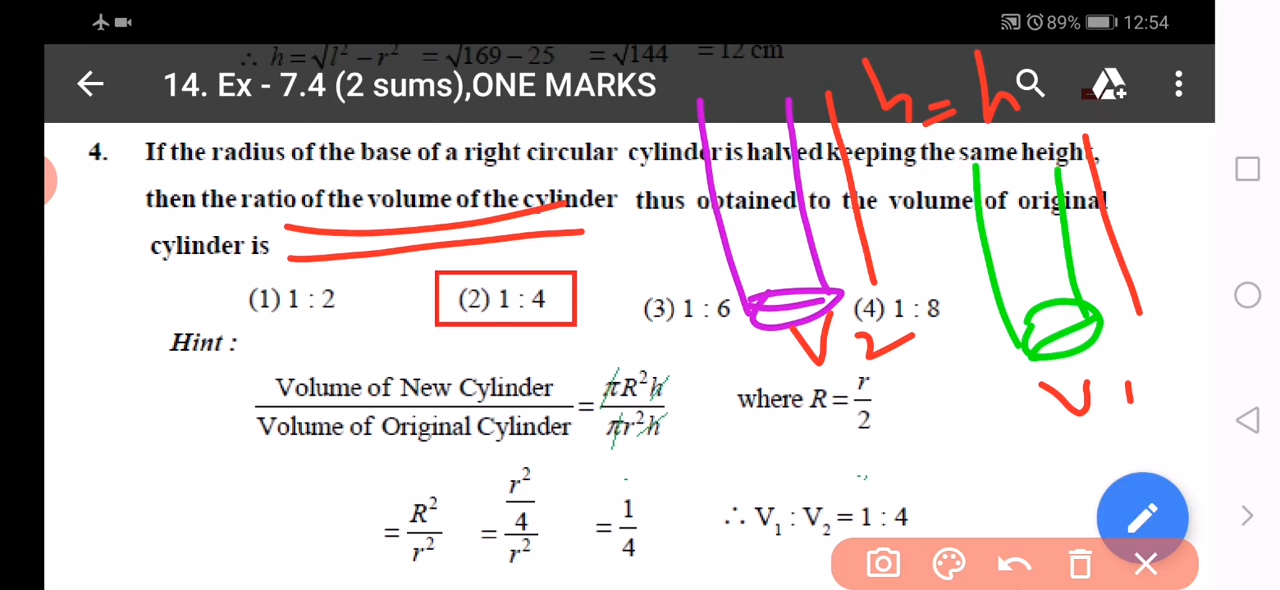 89% 12:54
∴ h = √l² − r² = √169 − 25 = √144 = 12 cm
14. Ex - 7.4 (2 sums),ONE MARKS
h = h
4. If the radius of the base of a right circular cylinder is halved keeping the same height,
then the ratio of the volume of the cylinder thus obtained to the volume of original
cylinder is
(1) 1 : 2 (2) 1 : 4 (3) 1 : 6 (4) 1 : 8
V2 V1
Hint :
Volume of New Cylinder / Volume of Original Cylinder = πR²h / πr²h where R = r/2
= R²/r² = r²/4 / r² = 1/4 ∴ V₁ : V₂ = 1 : 4